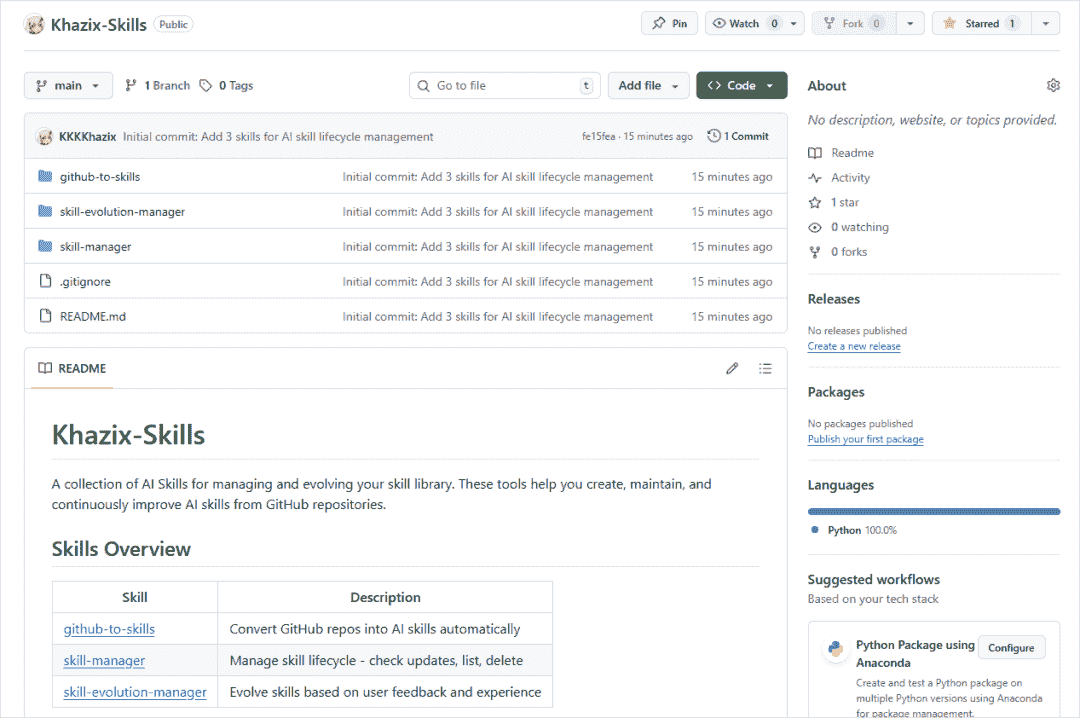 Khazix-Skills Public
Pin
Watch 0
Fork 0
Starred 1
main
1 Branch
0 Tags
Go to file t
Add file
Code
KKKKhazix Initial commit: Add 3 skills for AI skill lifecycle management fe15fea · 15 minutes ago 1 Commit
github-to-skills Initial commit: Add 3 skills for AI skill lifecycle management 15 minutes ago
skill-evolution-manager Initial commit: Add 3 skills for AI skill lifecycle management 15 minutes ago
skill-manager Initial commit: Add 3 skills for AI skill lifecycle management 15 minutes ago
.gitignore Initial commit: Add 3 skills for AI skill lifecycle management 15 minutes ago
README.md Initial commit: Add 3 skills for AI skill lifecycle management 15 minutes ago
README
Khazix-Skills
A collection of AI Skills for managing and evolving your skill library. These tools help you create, maintain, and
continuously improve AI skills from GitHub repositories.
Skills Overview
Skill Description
github-to-skills Convert GitHub repos into AI skills automatically
skill-manager Manage skill lifecycle - check updates, list, delete
skill-evolution-manager Evolve skills based on user feedback and experience
About
No description, website, or topics provided.
Readme
Activity
1 star
0 watching
0 forks
Releases
No releases published
Create a new release
Packages
No packages published
Publish your first package
Languages
Python 100.0%
Suggested workflows
Based on your tech stack
Python Package using
Anaconda
Configure
Create and test a Python package on
multiple Python versions using Anaconda
for package management.